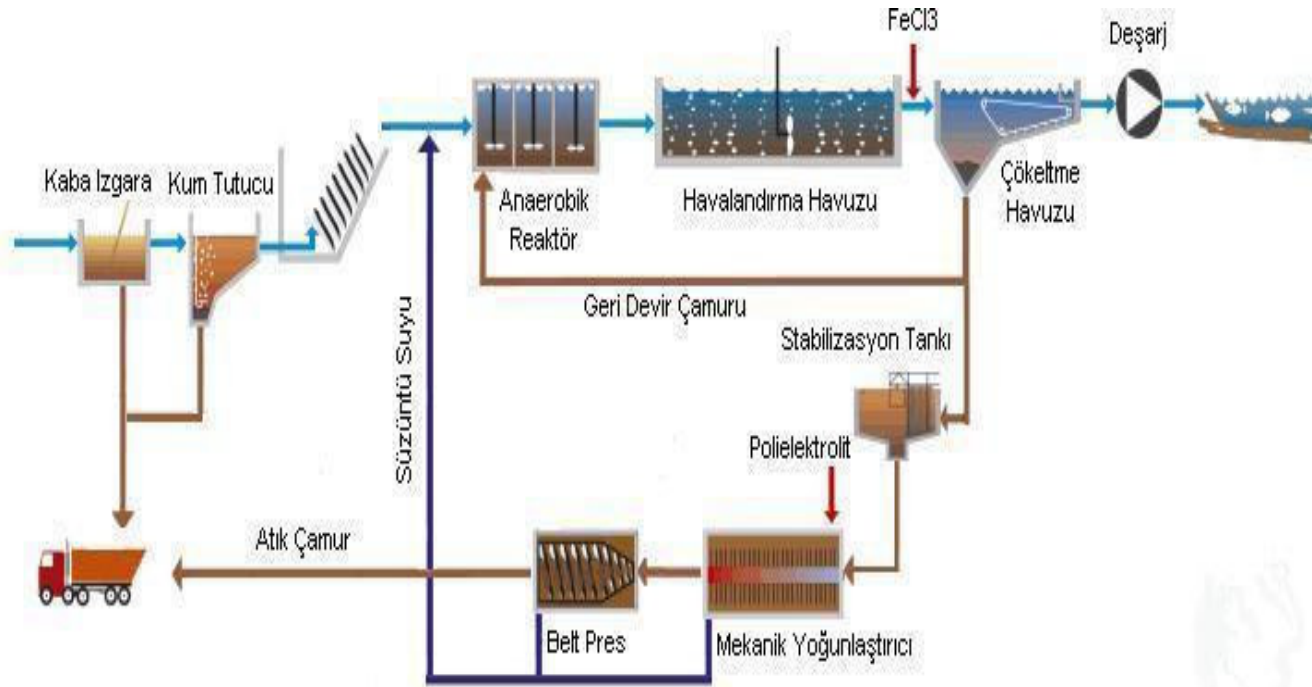 FeCl3
Deşarj
Kaba Izgara
Kum Tutucu
Anaerobik
Reaktör
Havalandırma Havuzu
Çökeltme
Havuzu
Geri Devir Çamuru
Süzüntü Suyu
Stabilizasyon Tankı
Polielektrolit
Atık Çamur
Belt Pres
Mekanik Yoğunlaştırıcı